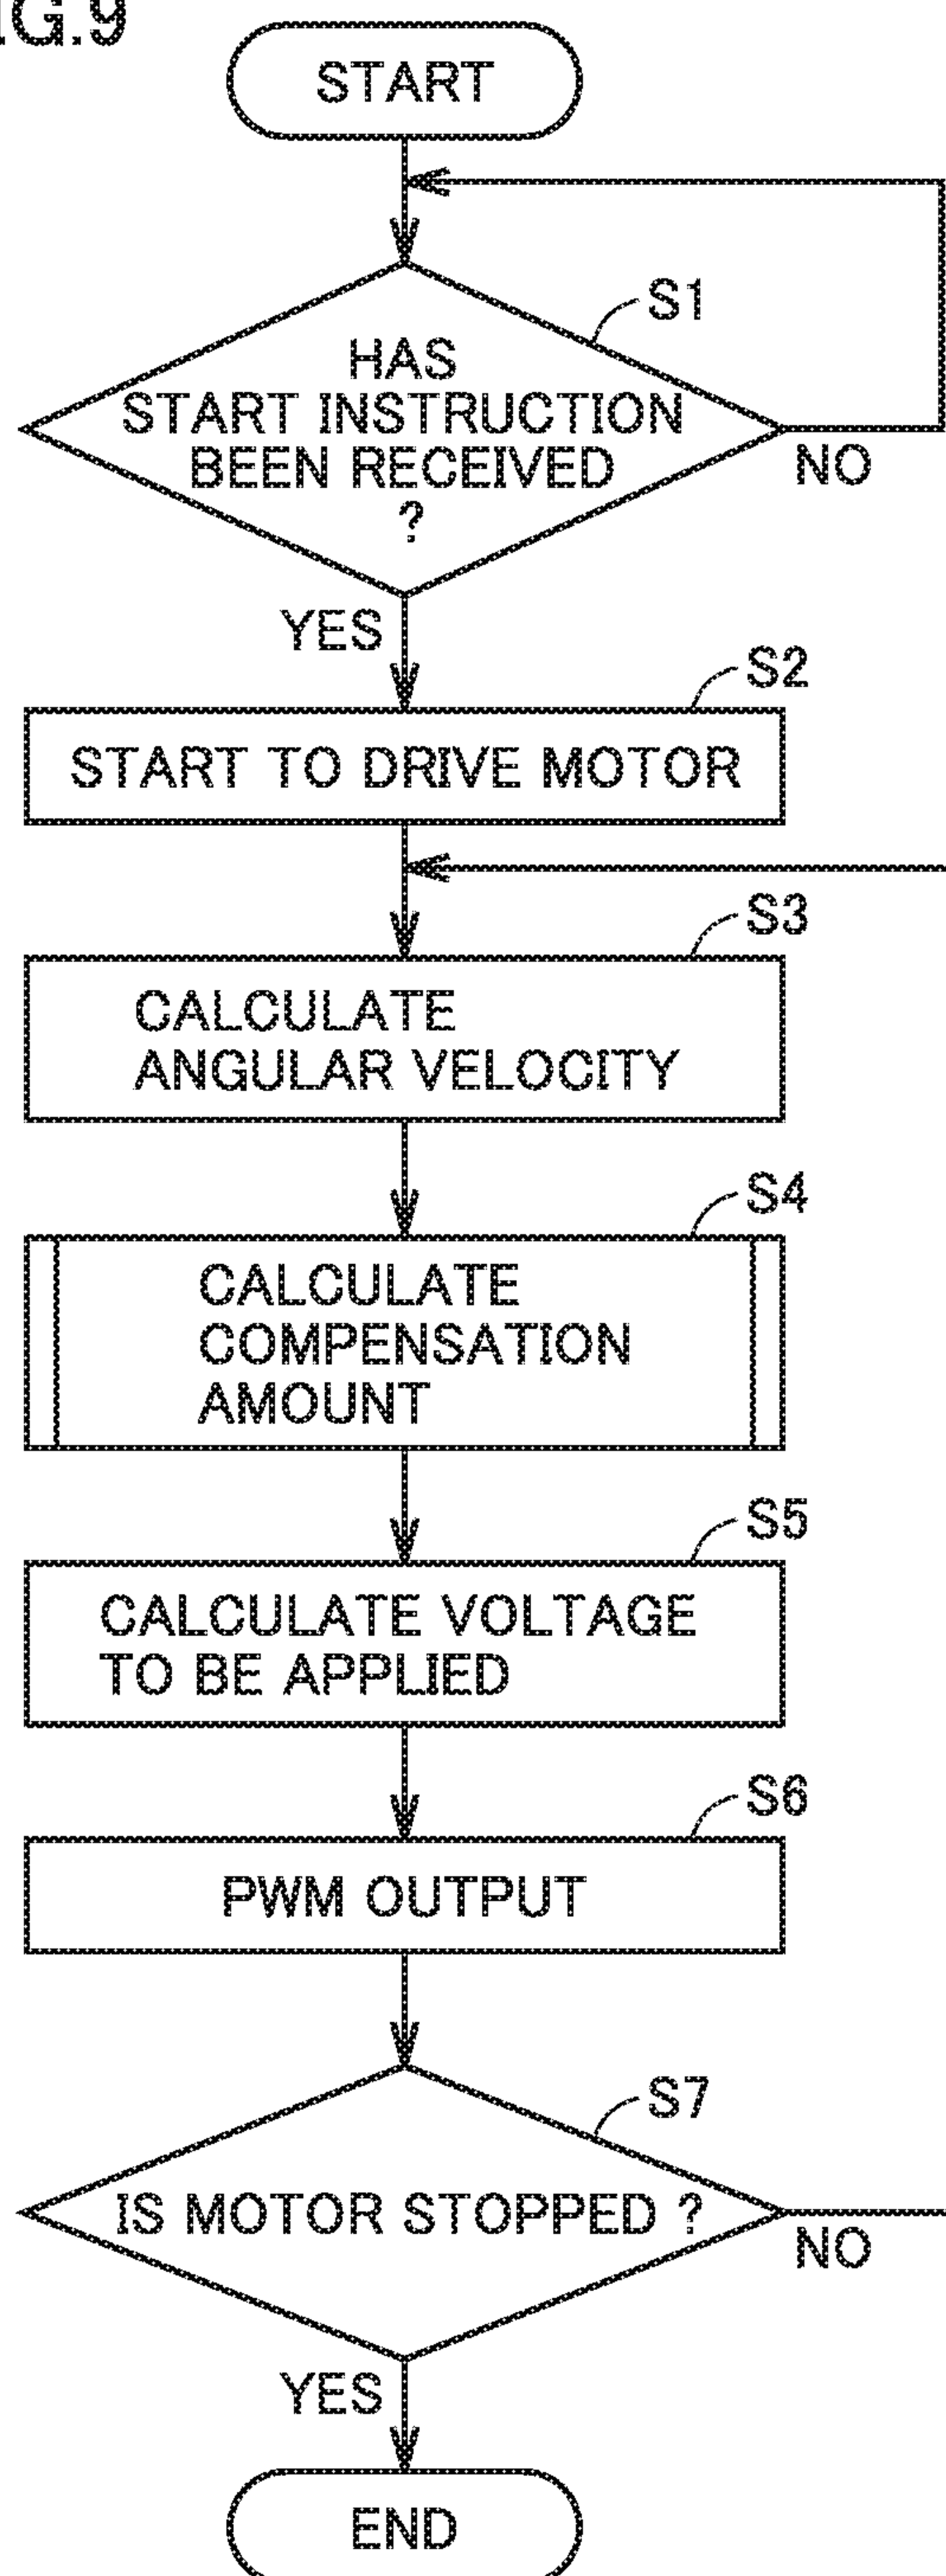 IG.9
START
S1
HAS
START INSTRUCTION
BEEN RECEIVED
?
NO
YES
S2
START TO DRIVE MOTOR
S3
CALCULATE
ANGULAR VELOCITY
S4
CALCULATE
COMPENSATION
AMOUNT
S5
CALCULATE VOLTAGE
TO BE APPLIED
S6
PWM OUTPUT
S7
IS MOTOR STOPPED ?
NO
YES
END